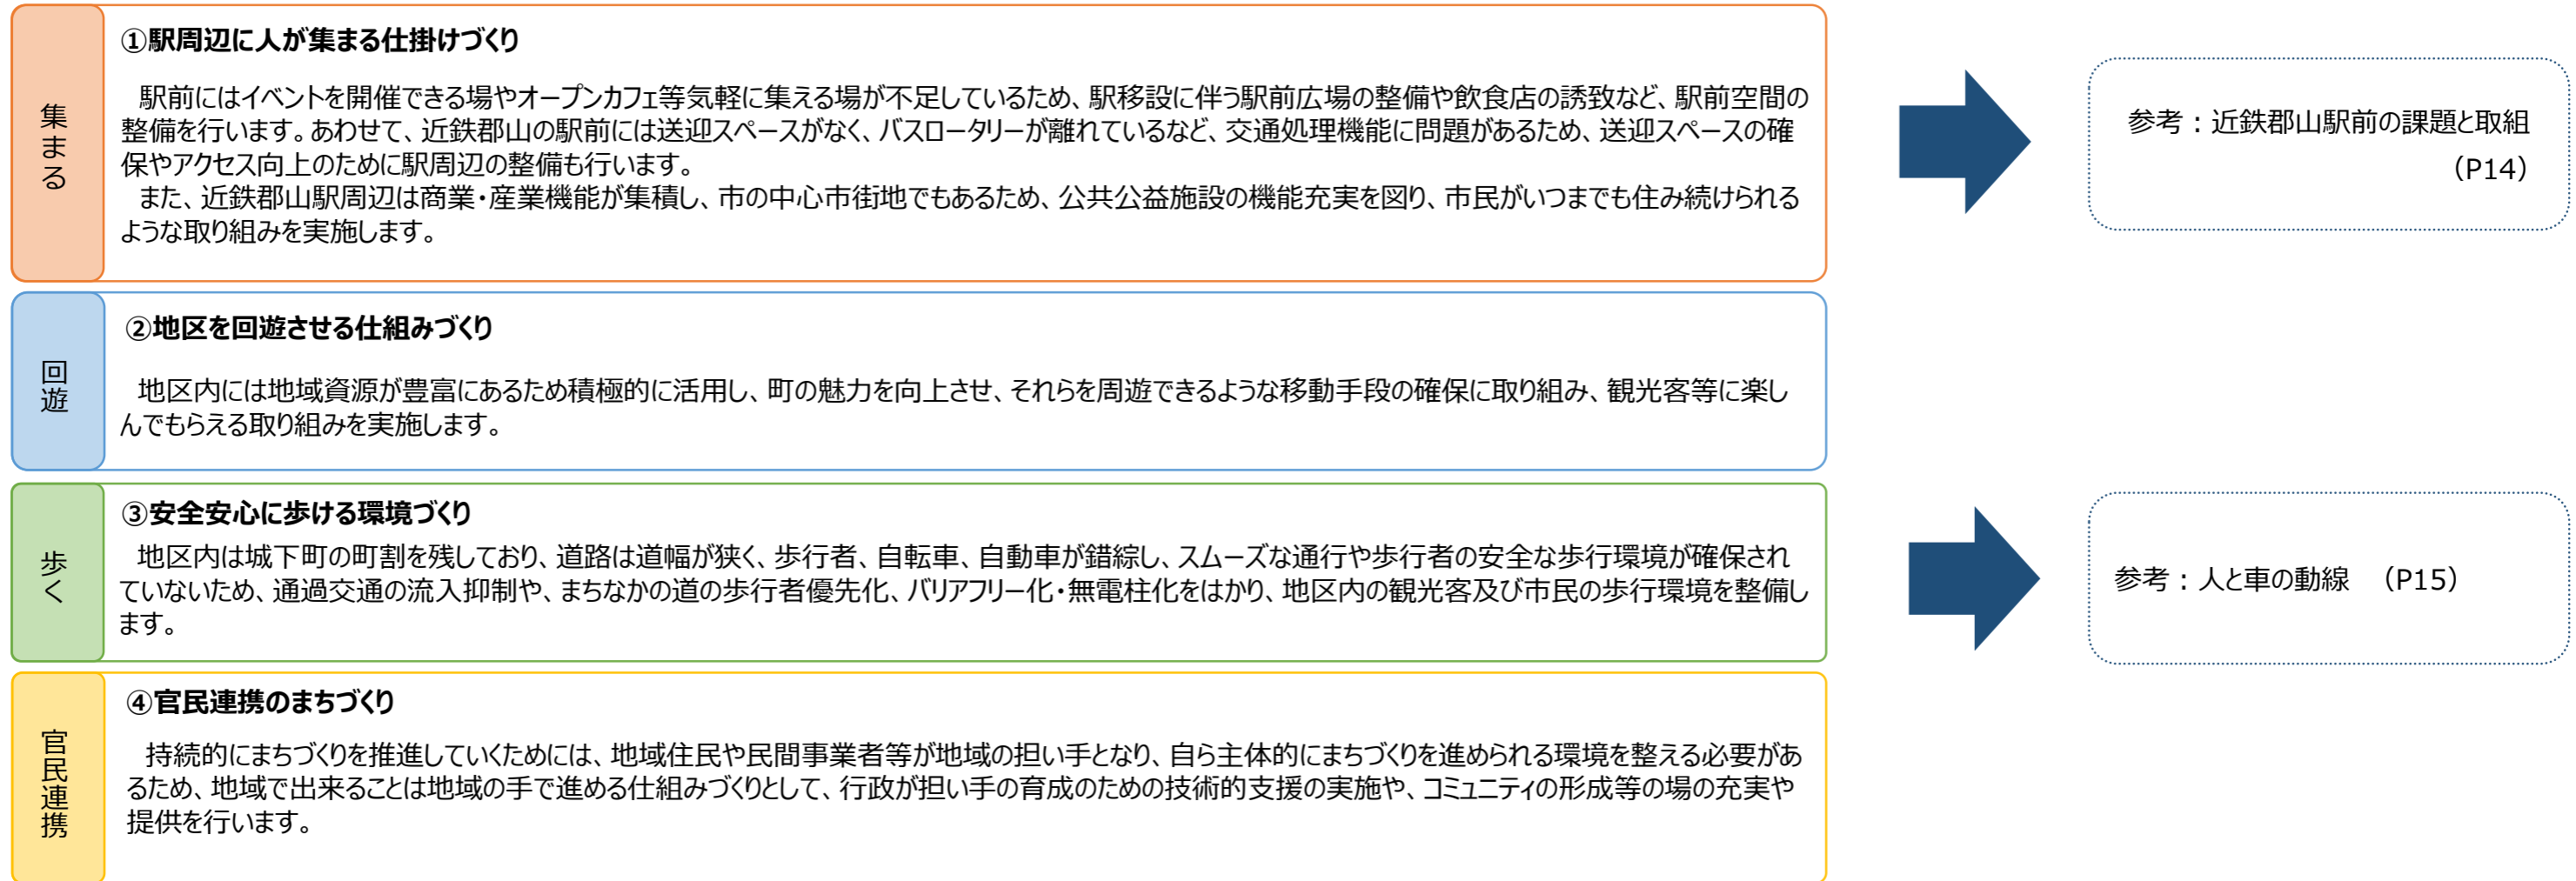 集まる
①駅周辺に人が集まる仕掛けづくり
駅前にはイベントを開催できる場やオープンカフェ等気軽に集える場が不足しているため、駅移設に伴う駅前広場の整備や飲食店の誘致など、駅前空間の
整備を行います。あわせて、近鉄郡山の駅前には送迎スペースがなく、バスロータリーが離れているなど、交通処理機能に問題があるため、送迎スペースの確
保やアクセス向上のために駅周辺の整備も行います。
また、近鉄郡山駅周辺は商業・産業機能が集積し、市の中心市街地でもあるため、公共公益施設の機能充実を図り、市民がいつまでも住み続けられる
ような取り組みを実施します。
参考：近鉄郡山駅前の課題と取組
（P14）
回遊
②地区を回遊させる仕組みづくり
地区内には地域資源が豊富にあるため積極的に活用し、町の魅力を向上させ、それらを周遊できるような移動手段の確保に取り組み、観光客等に楽し
んでもらえる取り組みを実施します。
歩く
③安全安心に歩ける環境づくり
地区内は城下町の町割を残しており、道路は道幅が狭く、歩行者、自転車、自動車が錯綜し、スムーズな通行や歩行者の安全な歩行環境が確保され
ていないため、通過交通の流入抑制や、まちなかの道の歩行者優先化、バリアフリー化・無電柱化をはかり、地区内の観光客及び市民の歩行環境を整備し
ます。
参考：人と車の動線　（P15）
官民連携
④官民連携のまちづくり
持続的にまちづくりを推進していくためには、地域住民や民間事業者等が地域の担い手となり、自ら主体的にまちづくりを進められる環境を整える必要があ
るため、地域で出来ることは地域の手で進める仕組みづくりとして、行政が担い手の育成のための技術的支援の実施や、コミュニティの形成等の場の充実や
提供を行います。